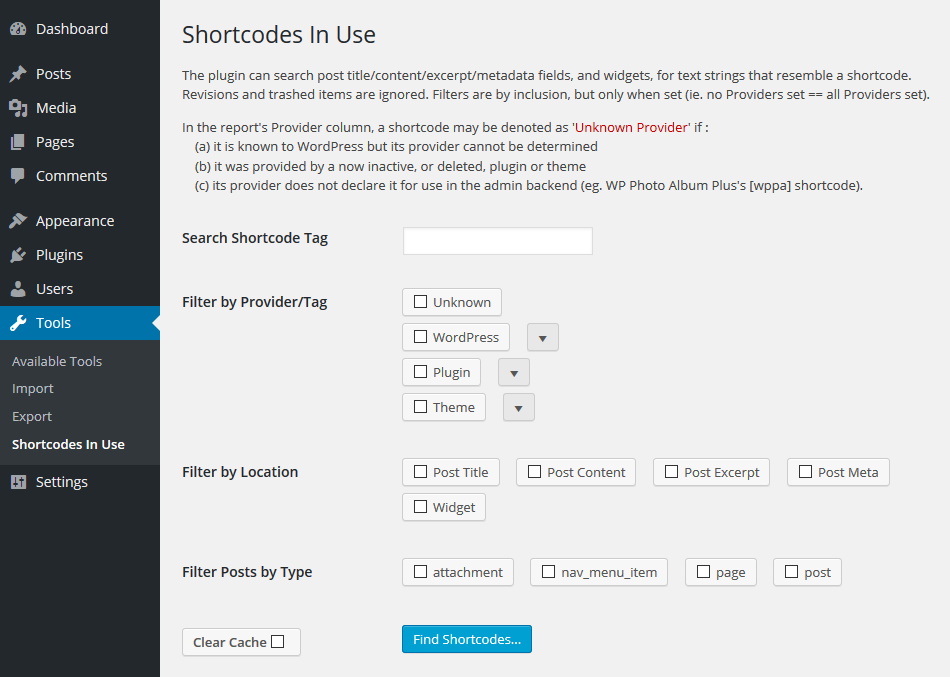 Dashboard
Posts
Media
Pages
Comments
Appearance
Plugins
Users
Tools
Available Tools
Import
Export
Shortcodes In Use
Settings
Shortcodes In Use
The plugin can search post title/content/excerpt/metadata fields, and widgets, for text strings that resemble a shortcode.
Revisions and trashed items are ignored. Filters are by inclusion, but only when set (ie. no Providers set == all Providers set).
In the report's Provider column, a shortcode may be denoted as 'Unknown Provider' if :
(a) it is known to WordPress but its provider cannot be determined
(b) it was provided by a now inactive, or deleted, plugin or theme
(c) its provider does not declare it for use in the admin backend (eg. WP Photo Album Plus's [wppa] shortcode).
Search Shortcode Tag
Filter by Provider/Tag
Unknown
WordPress
Plugin
Theme
Filter by Location
Post Title Post Content Post Excerpt Post Meta
Widget
Filter Posts by Type
attachment nav_menu_item page post
Clear Cache Find Shortcodes...